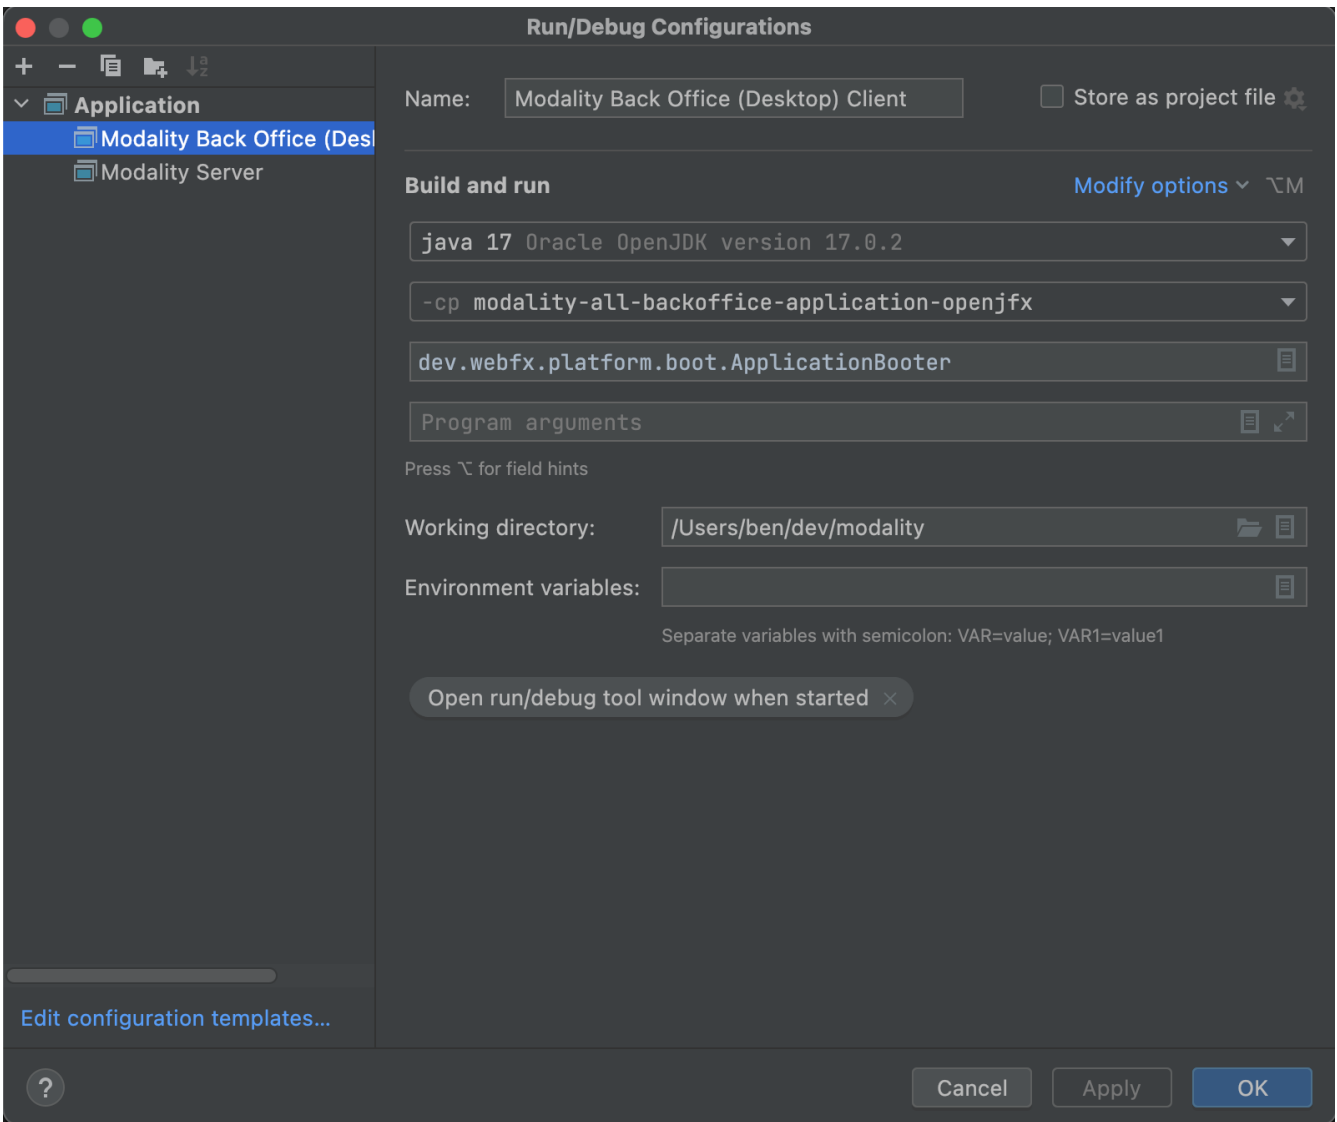 Run/Debug Configurations
Application
Modality Back Office (Des
Modality Server
Edit configuration templates...
Name: Modality Back Office (Desktop) Client Store as project file
Build and run Modify options ⌥M
java 17 Oracle OpenJDK version 17.0.2
-cp modality-all-backoffice-application-openjfx
dev.webfx.platform.boot.ApplicationBooter
Program arguments
Press ⌥ for field hints
Working directory: /Users/ben/dev/modality
Environment variables:
Separate variables with semicolon: VAR=value; VAR1=value1
Open run/debug tool window when started ×
? Cancel Apply OK